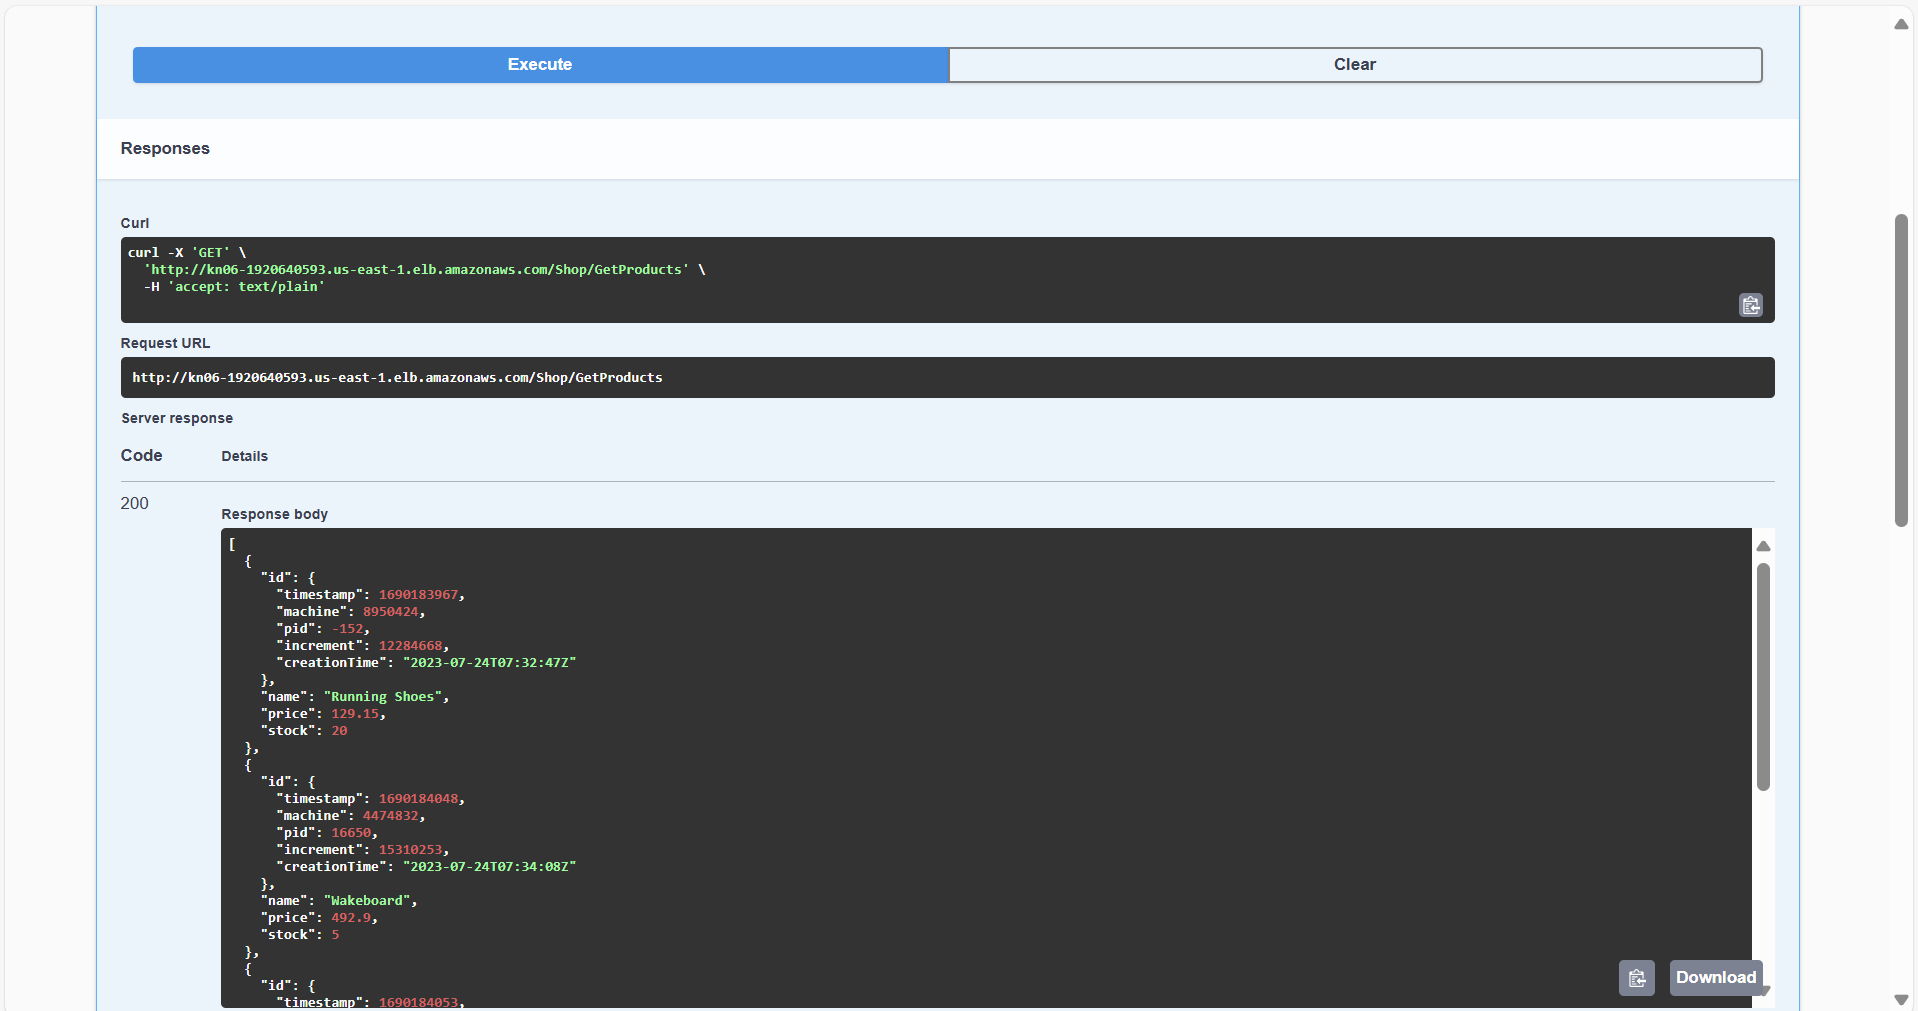 Execute
Clear
Responses
Curl
curl -X 'GET' \
  'http://kn06-1920640593.us-east-1.elb.amazonaws.com/Shop/GetProducts' \
  -H 'accept: text/plain'
Request URL
http://kn06-1920640593.us-east-1.elb.amazonaws.com/Shop/GetProducts
Server response
Code Details
200
Response body
[
  {
    "id": {
      "timestamp": 1690183967,
      "machine": 8950424,
      "pid": -152,
      "increment": 12284668,
      "creationTime": "2023-07-24T07:32:47Z"
    },
    "name": "Running Shoes",
    "price": 129.15,
    "stock": 20
  },
  {
    "id": {
      "timestamp": 1690184048,
      "machine": 4474832,
      "pid": 16650,
      "increment": 15310253,
      "creationTime": "2023-07-24T07:34:08Z"
    },
    "name": "Wakeboard",
    "price": 492.9,
    "stock": 5
  },
  {
    "id": {
      "timestamp": 1690184053,
Download